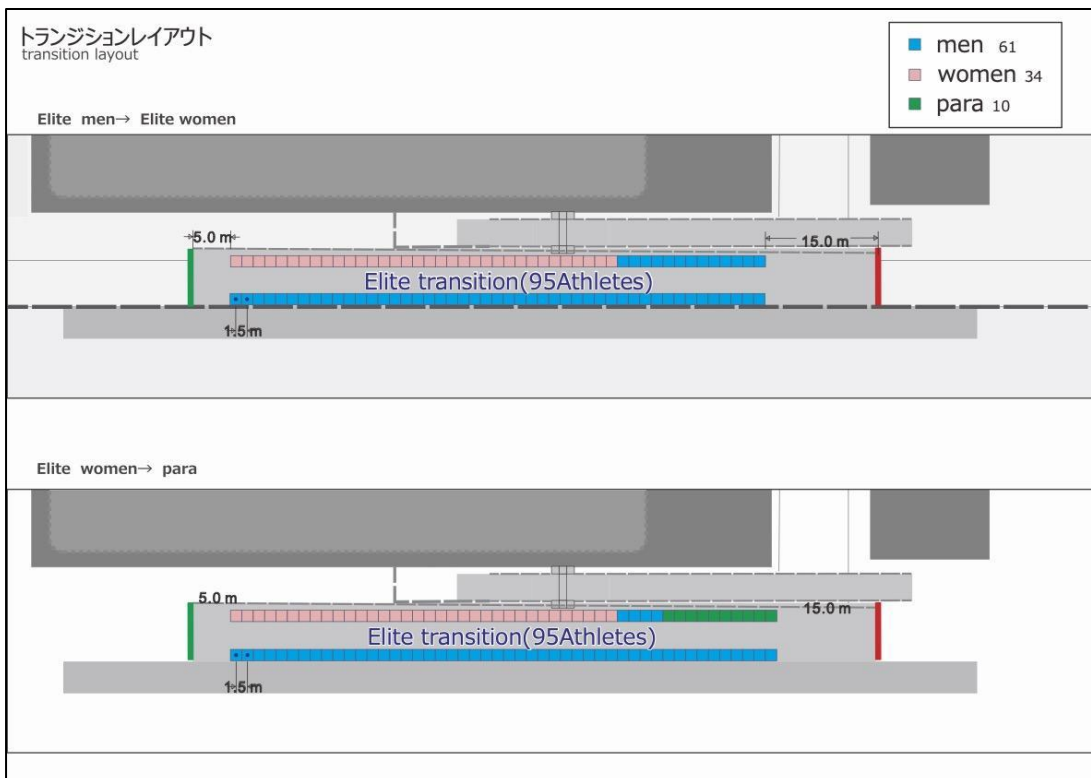 トランジションレイアウト
transition layout
men 61
women 34
para 10
Elite men→ Elite women
5.0 m
15.0 m
Elite transition(95Athletes)
1.5 m
Elite women→ para
5.0 m
15.0 m
Elite transition(95Athletes)
1.5 m